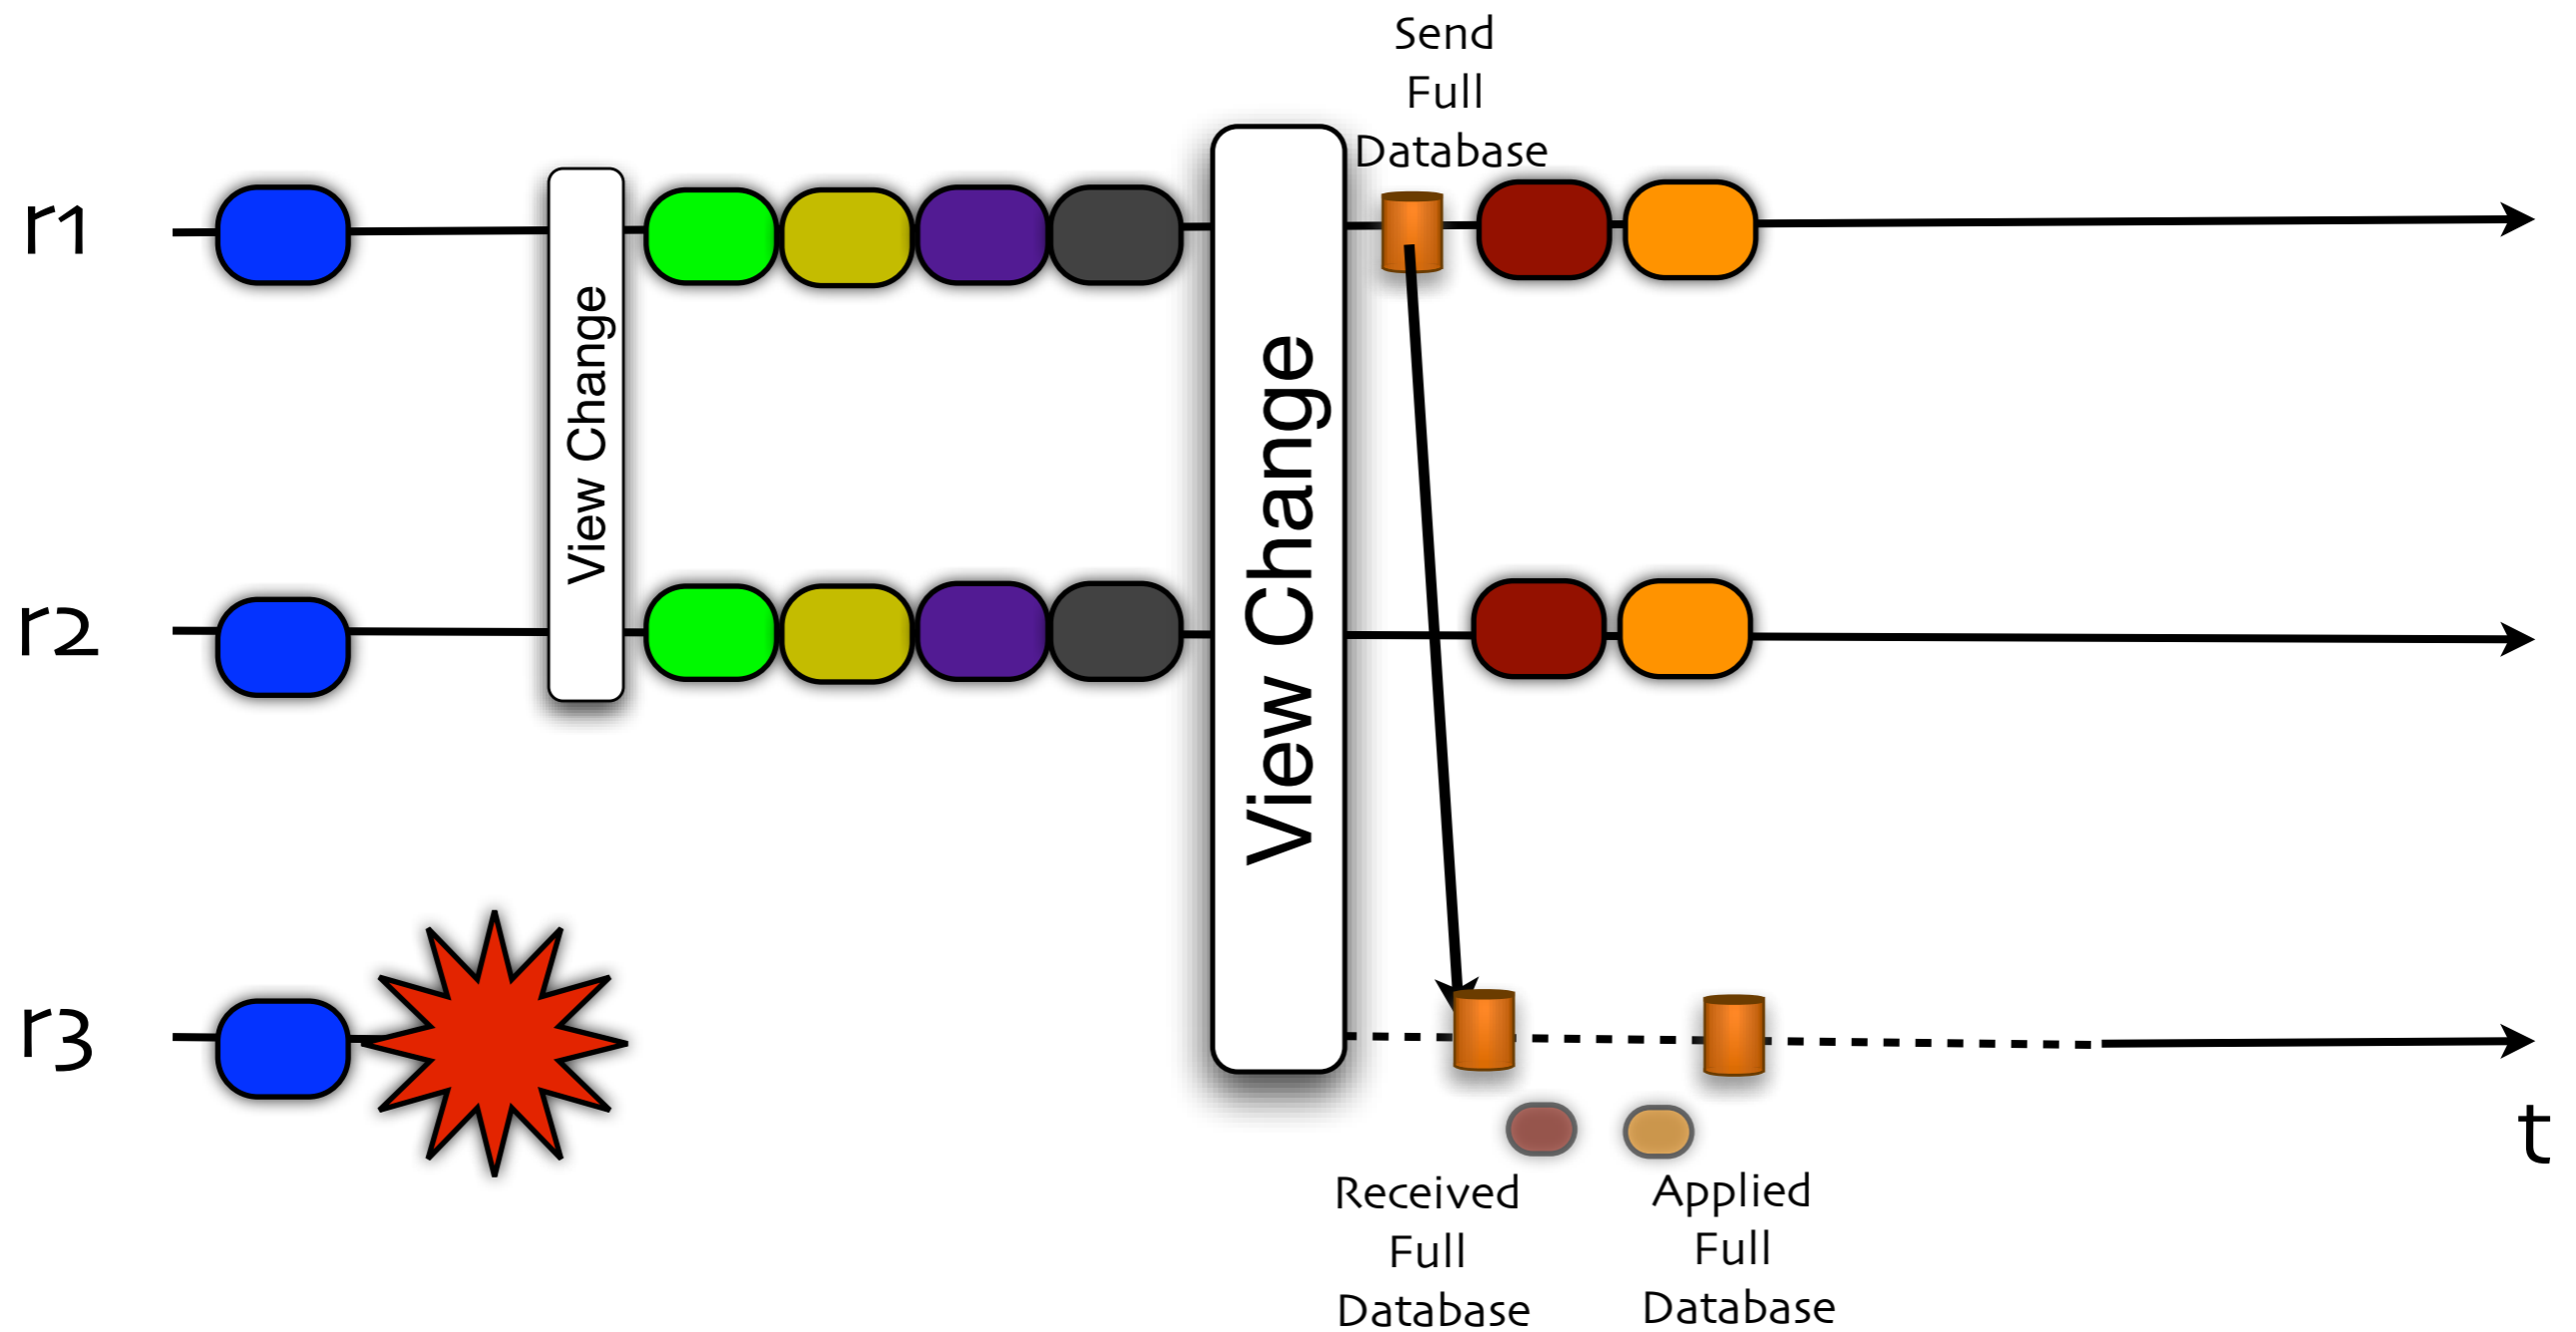 Send
Full
Database
r1
View Change
View Change
r2
r3
t
Received
Full
Database
Applied
Full
Database